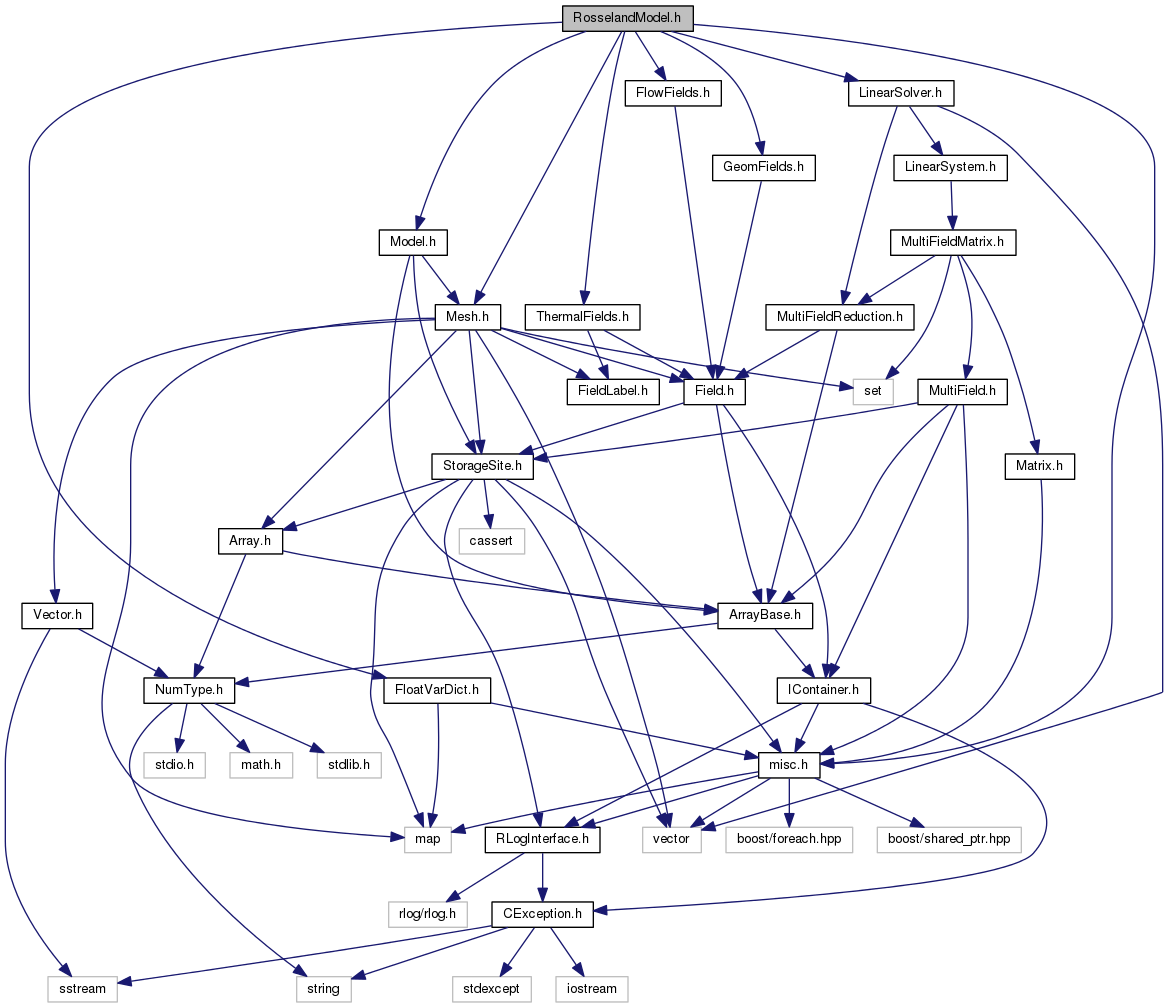 RosselandModel.h
FlowFields.h
LinearSolver.h
GeomFields.h
LinearSystem.h
Model.h
MultiFieldMatrix.h
Mesh.h
ThermalFields.h
MultiFieldReduction.h
FieldLabel.h
Field.h
set
MultiField.h
StorageSite.h
Matrix.h
Array.h
cassert
Vector.h
ArrayBase.h
NumType.h
FloatVarDict.h
IContainer.h
stdio.h
math.h
stdlib.h
misc.h
map
RLogInterface.h
vector
boost/foreach.hpp
boost/shared_ptr.hpp
rlog/rlog.h
CException.h
sstream
string
stdexcept
iostream